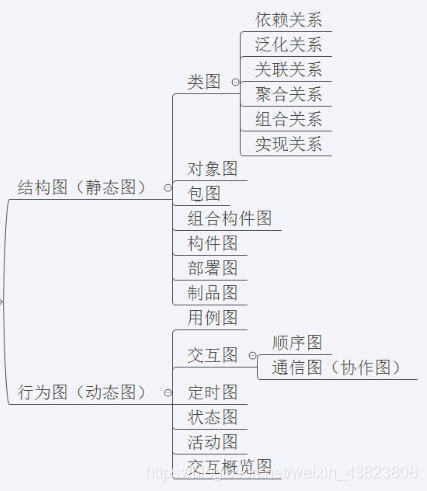 依赖关系
泛化关系
类图
关联关系
聚合关系
组合关系
实现关系
对象图
结构图（静态图）
包图
组合构件图
构件图
部署图
制品图
用例图
顺序图
交互图
通信图（协作图）
行为图（动态图）
定时图
状态图
活动图
交互概览图
https://blog.csdn.net/weixin_43823808